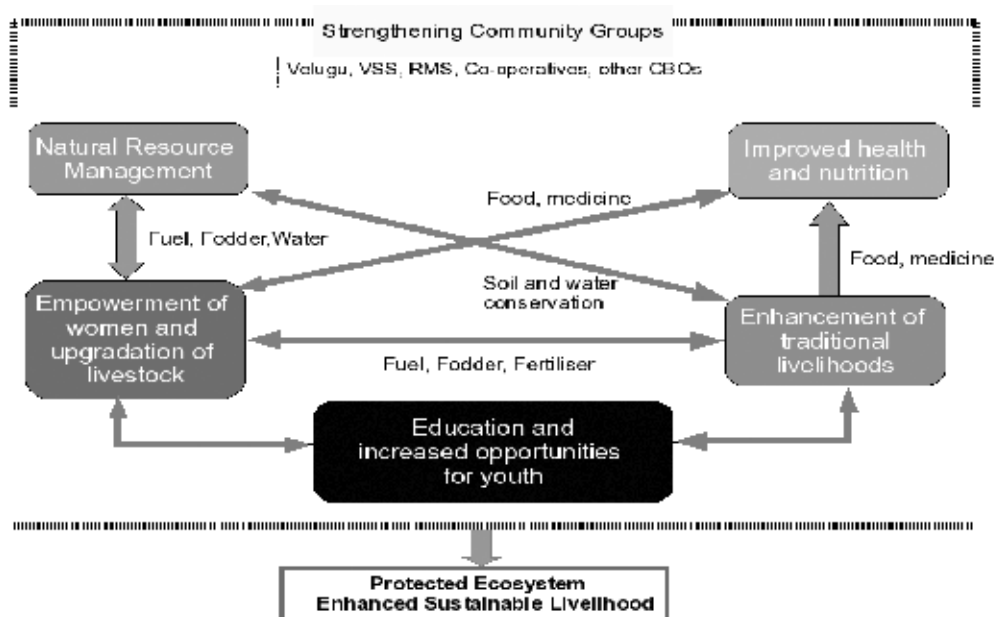 Strengthening Community Groups
Velugu, VSS, RMS, Co-operatives, other CBOs
Natural Resource
Management
Improved health
and nutrition
Food, medicine
Fuel, Fodder,Water
Food, medicine
Soil and water
conservation
Empowerment of
women and
upgradation of
livestock
Enhancement of
traditional
livelihoods
Fuel, Fodder, Fertiliser
Education and
increased opportunities
for youth
Protected Ecosystem
Enhanced Sustainable Livelihood